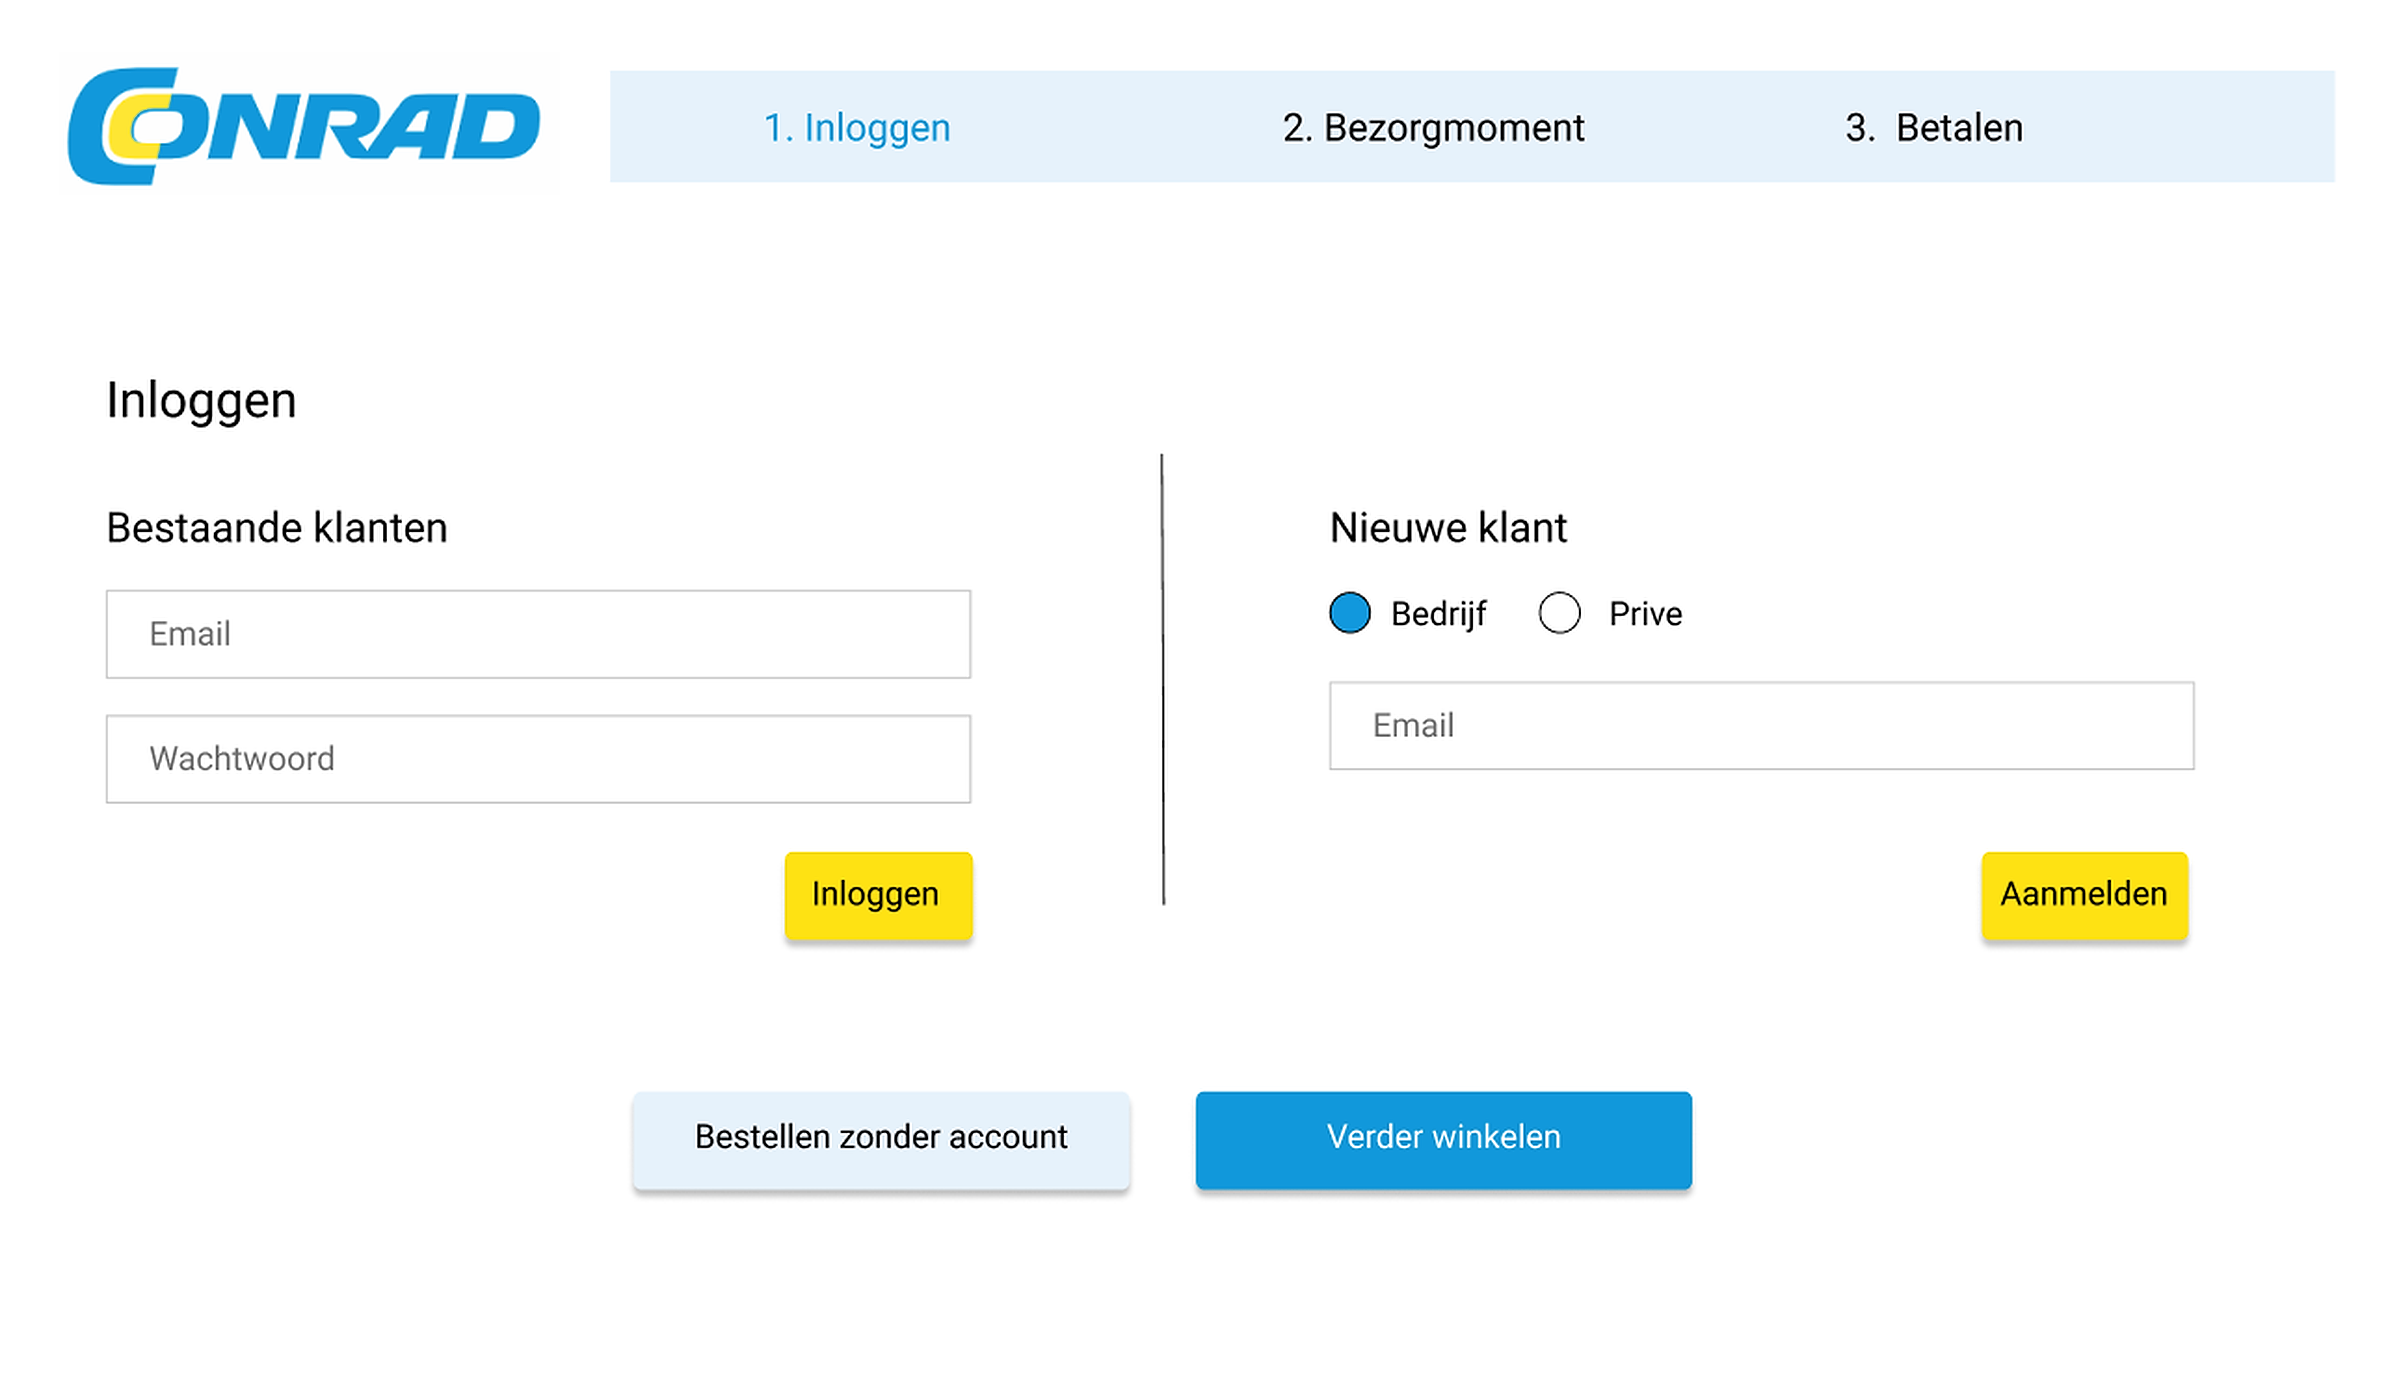 CONRAD
1. Inloggen
2. Bezorgmoment
3. Betalen
Inloggen
Bestaande klanten
Email
Wachtwoord
Inloggen
Nieuwe klant
Bedrijf
Prive
Email
Aanmelden
Bestellen zonder account
Verder winkelen